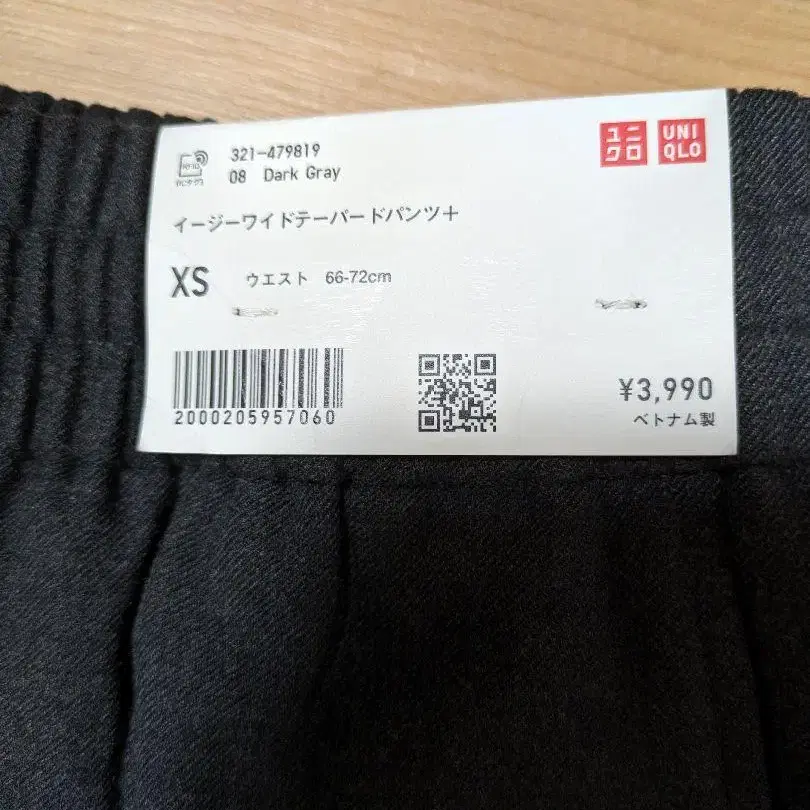 321-479819
08 Dark Gray
ユニクロ
UNIQLO
イージーワイドテーパードパンツ＋
XS ウエスト 66-72cm
2000205957060
¥3,990
ベトナム製